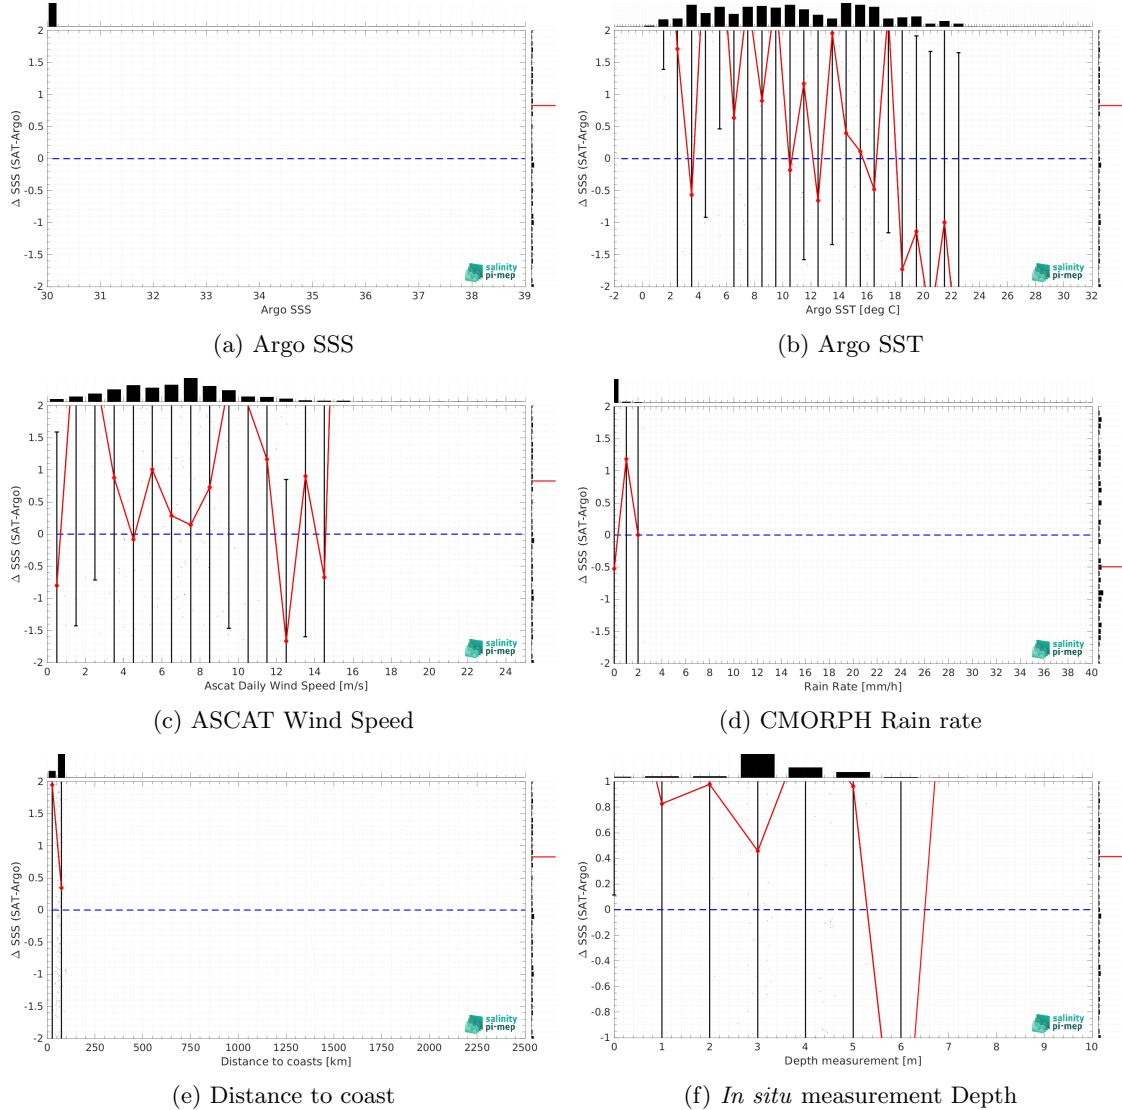 2
1.5
1
0.5
0
-0.5
-1
-1.5
-2
Δ SSS (SAT-Argo)
30 31 32 33 34 35 36 37 38 39
Argo SSS
salinity
pi-mep
(a) Argo SSS
2
1.5
1
0.5
0
-0.5
-1
-1.5
-2
Δ SSS (SAT-Argo)
-2 0 2 4 6 8 10 12 14 16 18 20 22 24 26 28 30 32
Argo SST [deg C]
salinity
pi-mep
(b) Argo SST
2
1.5
1
0.5
0
-0.5
-1
-1.5
-2
Δ SSS (SAT-Argo)
0 2 4 6 8 10 12 14 16 18 20 22 24
Ascat Daily Wind Speed [m/s]
salinity
pi-mep
(c) ASCAT Wind Speed
2
1.5
1
0.5
0
-0.5
-1
-1.5
-2
Δ SSS (SAT-Argo)
0 2 4 6 8 10 12 14 16 18 20 22 24 26 28 30 32 34 36 38 40
Rain Rate [mm/h]
salinity
pi-mep
(d) CMORPH Rain rate
2
1.5
1
0.5
0
-0.5
-1
-1.5
-2
Δ SSS (SAT-Argo)
0 250 500 750 1000 1250 1500 1750 2000 2250 2500
Distance to coasts [km]
salinity
pi-mep
(e) Distance to coast
1
0.8
0.6
0.4
0.2
0
-0.2
-0.4
-0.6
-0.8
-1
Δ SSS (SAT-Argo)
0 1 2 3 4 5 6 7 8 9 10
Depth measurement [m]
salinity
pi-mep
(f) In situ measurement Depth